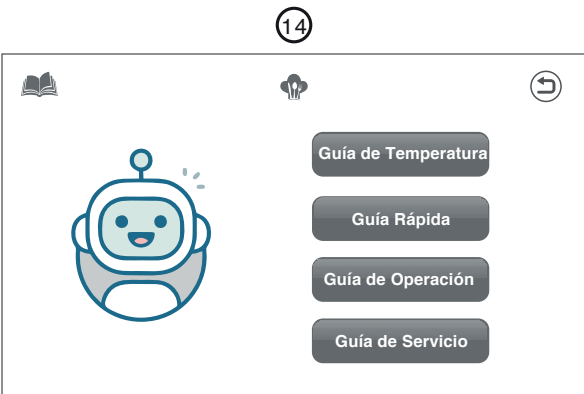 14
Guía de Temperatura
Guía Rápida
Guía de Operación
Guía de Servicio